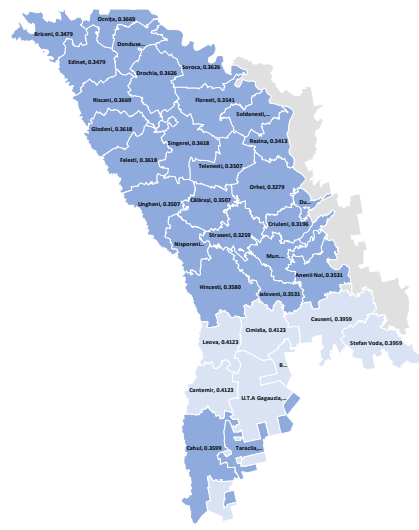 Ocnița, 0.3669
Briceni, 0.3479
Donduse...
Edinet, 0.3479
Soroca, 0.3626
Drochia, 0.3626
Riscani, 0.3669
Floresti, 0.3541
Soldanesti,...
Glodeni, 0.3618
Singerei, 0.3618
Rezina, 0.3413
Falesti, 0.3618
Telenesti, 0.3507
Orhei, 0.3279
Ungheni, 0.3507
Călărași, 0.3507
Du...
Criuleni, 0.3196
Straseni, 0.3259
Nisporeni...
Mun....
Anenii Noi, 0.3531
Hincesti, 0.3580
Ialoveni, 0.3531
Causeni, 0.3959
Cimislia, 0.4123
Leova, 0.4123
Stefan Voda, 0.3959
B...
Cantemir, 0.4123
U.T.A Gagauzia,...
Cahul, 0.3599
Taraclia,...